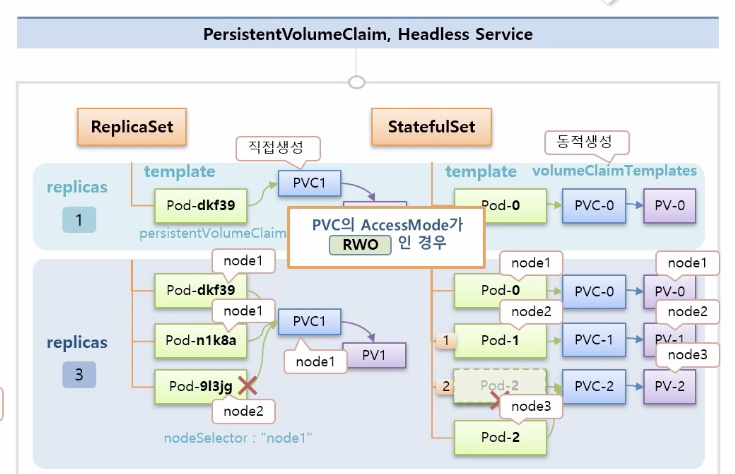 PersistentVolumeClaim, Headless Service
ReplicaSet
StatefulSet
직접생성
동적생성
template
template
volumeClaimTemplates
replicas
1
Pod-dkf39
PVC1
Pod-0
PVC-0
PV-0
persistentVolumeClaim
PVC의 AccessMode가
RWO 인 경우
node1
node1
node1
Pod-dkf39
Pod-0
PVC-0
PV-0
node1
node2
node2
replicas
3
Pod-n1k8a
PVC1
1
Pod-1
PVC-1
PV-1
node1
PV1
node3
Pod-9l3jg
2
Pod-2
PVC-2
PV-2
node2
node3
nodeSelector : "node1"
Pod-2